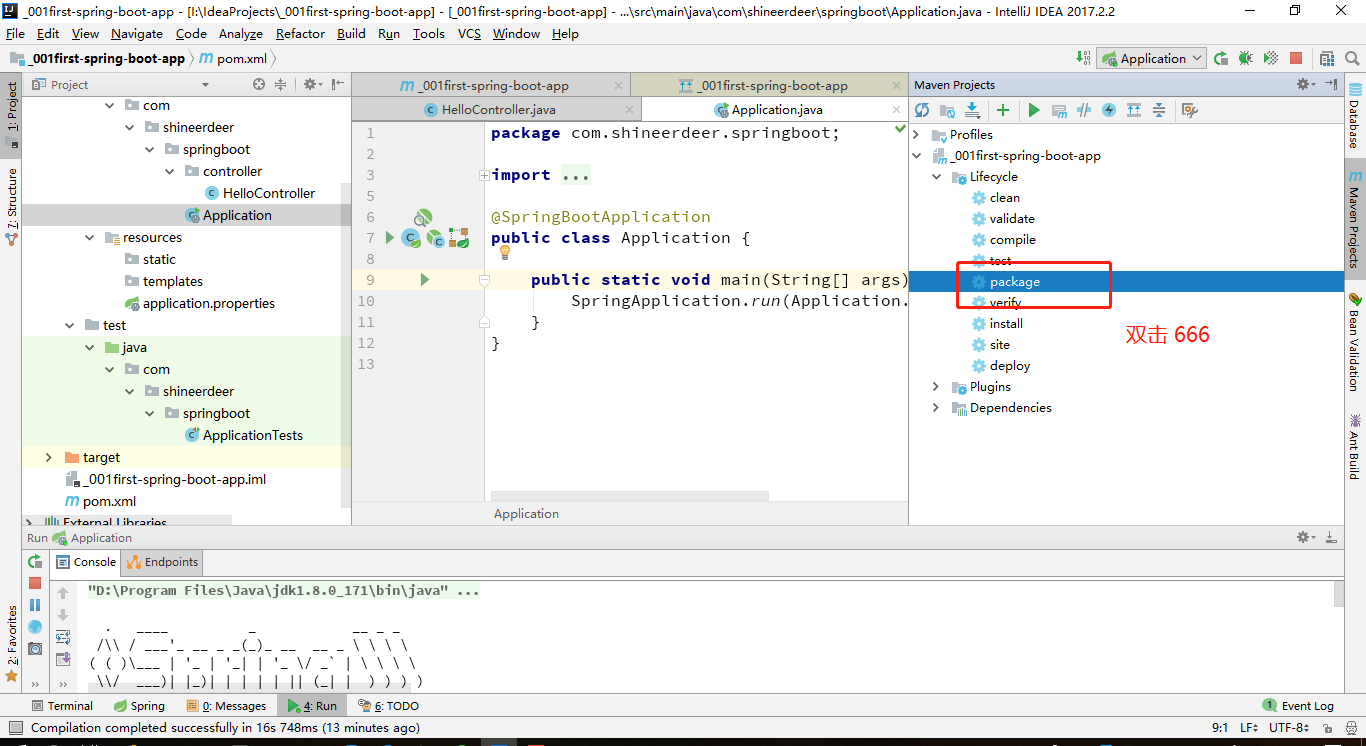 _001first-spring-boot-app - [I:\IdeaProjects\_001first-spring-boot-app] - [_001first-spring-boot-app] - ...\src\main\java\com\shineerdeer\springboot\Application.java - IntelliJ IDEA 2017.2.2
File Edit View Navigate Code Analyze Refactor Build Run Tools VCS Window Help
_001first-spring-boot-app pom.xml
Application
1: Project
7: Structure
2: Favorites
Project
com
shineerdeer
springboot
controller
HelloController
Application
resources
static
templates
application.properties
test
java
com
shineerdeer
springboot
ApplicationTests
target
_001first-spring-boot-app.iml
pom.xml
External Libraries
_001first-spring-boot-app
_001first-spring-boot-app
HelloController.java
Application.java
1 package com.shineerdeer.springboot;
2
3 import ...
5
6 @SpringBootApplication
7 public class Application {
8
9 public static void main(String[] args)
10 SpringApplication.run(Application.
11 }
12 }
13
Application
Maven Projects
Profiles
_001first-spring-boot-app
Lifecycle
clean
validate
compile
test
package
verify
install
site
deploy
Plugins
Dependencies
双击 666
Database
Maven Projects
Bean Validation
Ant Build
Run Application
Console Endpoints
"D:\Program Files\Java\jdk1.8.0_171\bin\java" ...
  .   ____          _            __ _ _
 /\\ / ___'_ __ _ _(_)_ __  __ _ \ \ \ \
( ( )\___ | '_ | '_| | '_ \/ _` | \ \ \ \
 \\/  ___)| |_)| | | | | || (_| |  ) ) ) )
Terminal Spring 0: Messages 4: Run 6: TODO
1 Event Log
Compilation completed successfully in 16s 748ms (13 minutes ago)
9:1 LF UTF-8